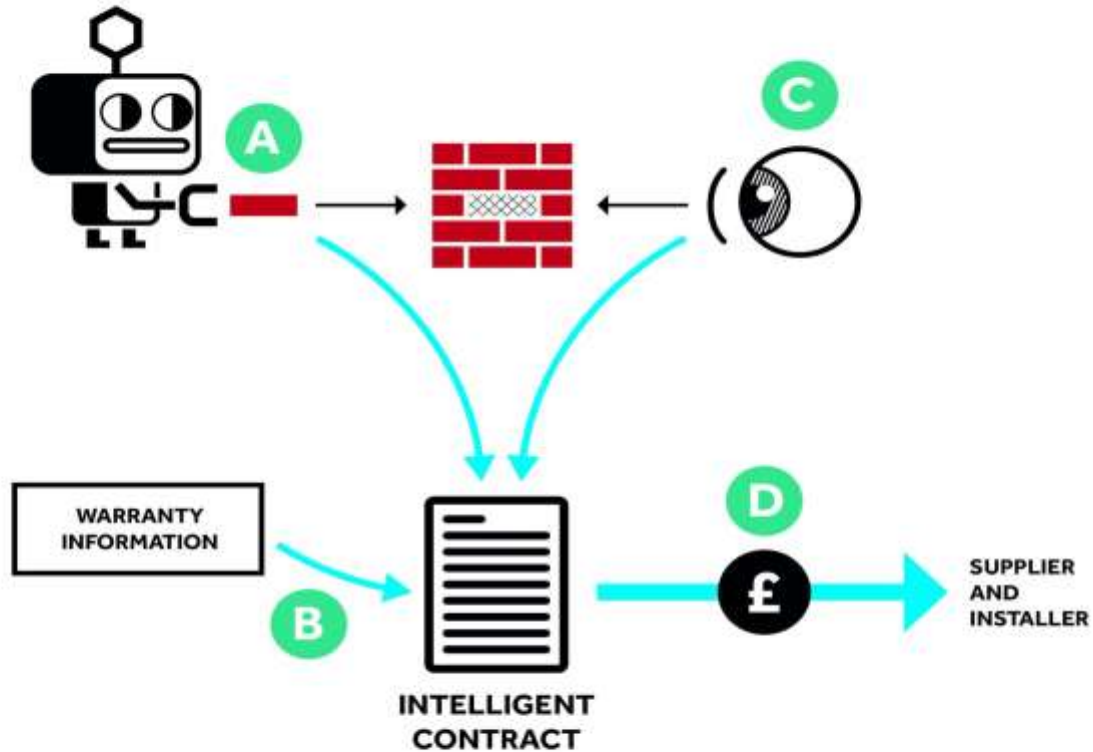 A
C
WARRANTY
INFORMATION
B
D
£
SUPPLIER
AND
INSTALLER
INTELLIGENT
CONTRACT